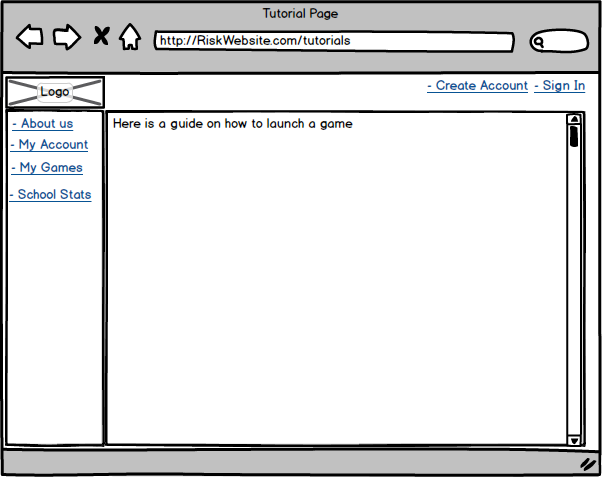 Tutorial Page
http://RiskWebsite.com/tutorials
Logo
- Create Account - Sign In
- About us
- My Account
- My Games
- School Stats
Here is a guide on how to launch a game